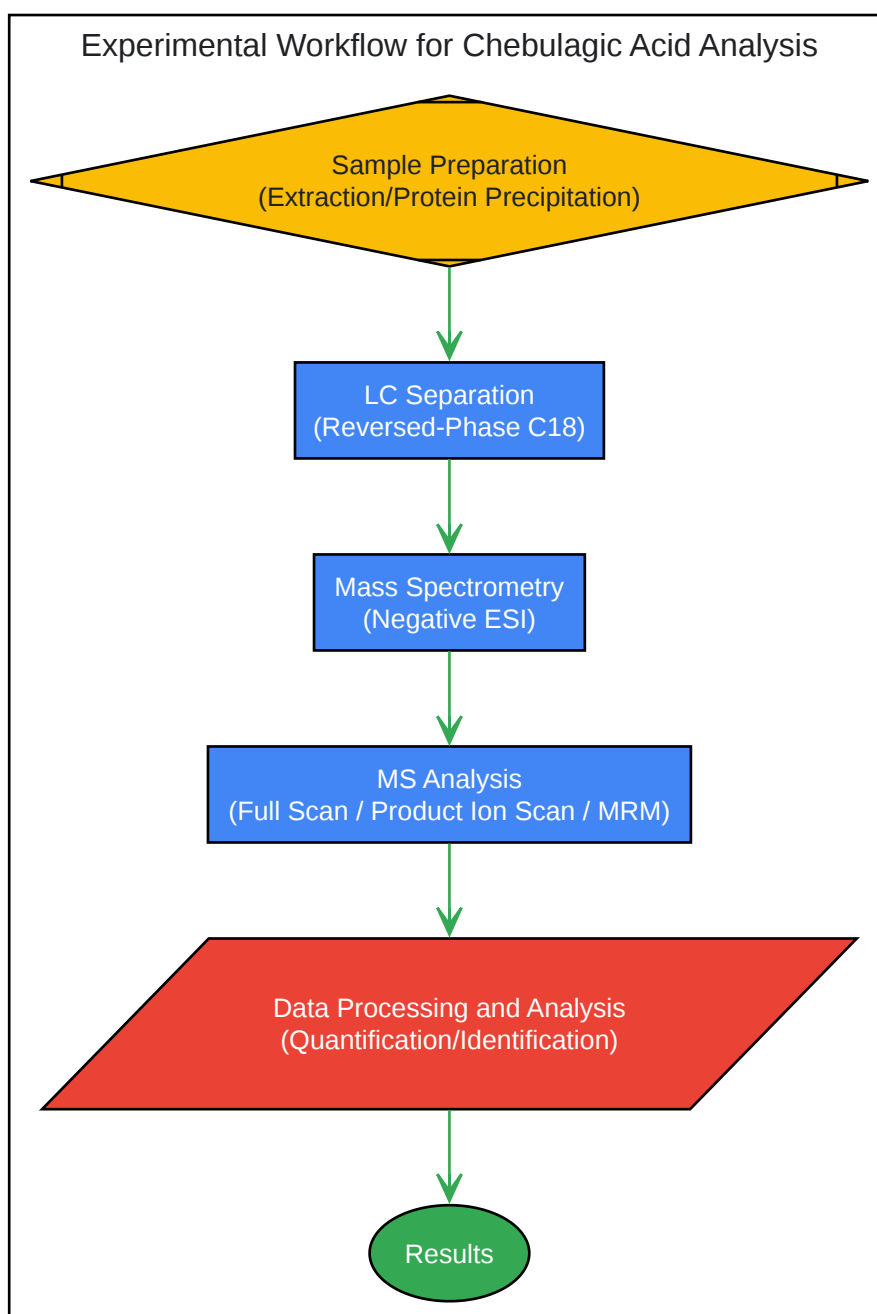 Experimental Workflow for Chebulagic Acid Analysis
Sample Preparation
(Extraction/Protein Precipitation)
LC Separation
(Reversed-Phase C18)
Mass Spectrometry
(Negative ESI)
MS Analysis
(Full Scan / Product Ion Scan / MRM)
Data Processing and Analysis
(Quantification/Identification)
Results